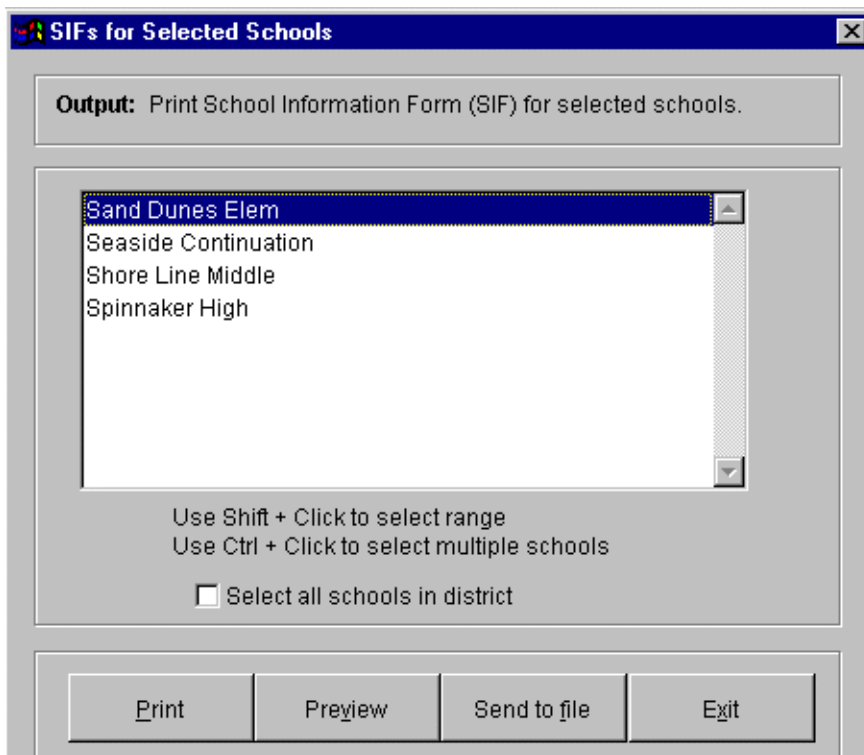 SIFs for Selected Schools
Output: Print School Information Form (SIF) for selected schools.
Sand Dunes Elem
Seaside Continuation
Shore Line Middle
Spinnaker High
Use Shift + Click to select range
Use Ctrl + Click to select multiple schools
Select all schools in district
Print Preview Send to file Exit